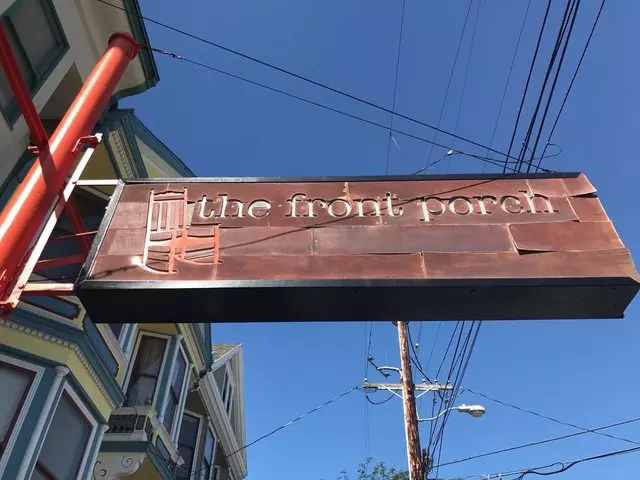 the front porch